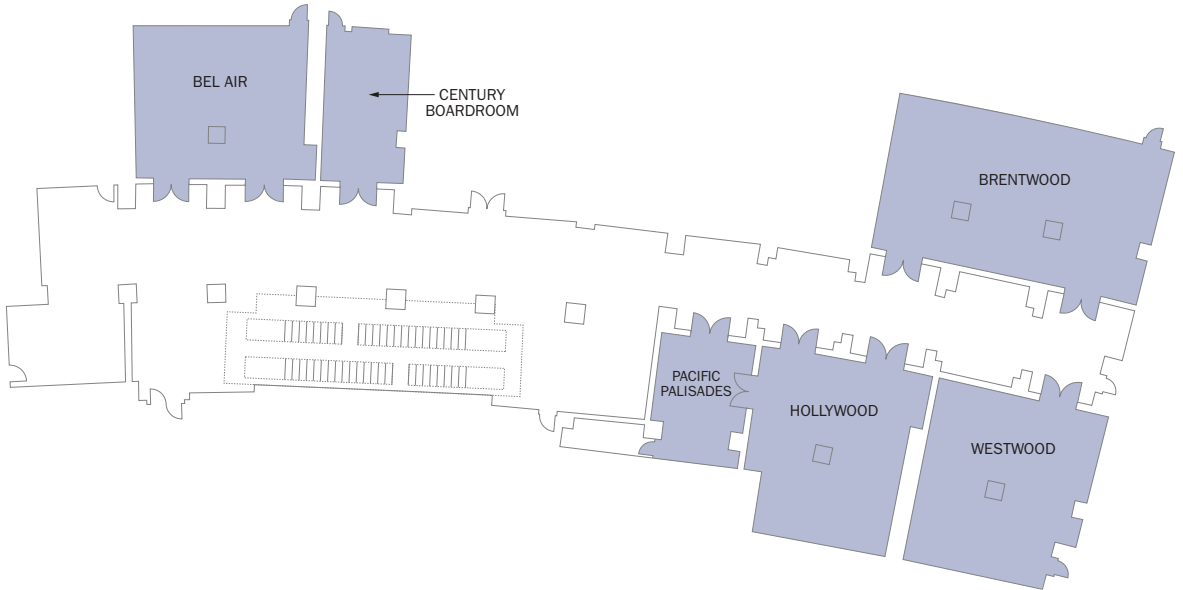 BEL AIR
CENTURY
BOARDROOM
BRENTWOOD
PACIFIC
PALISADES
HOLLYWOOD
WESTWOOD